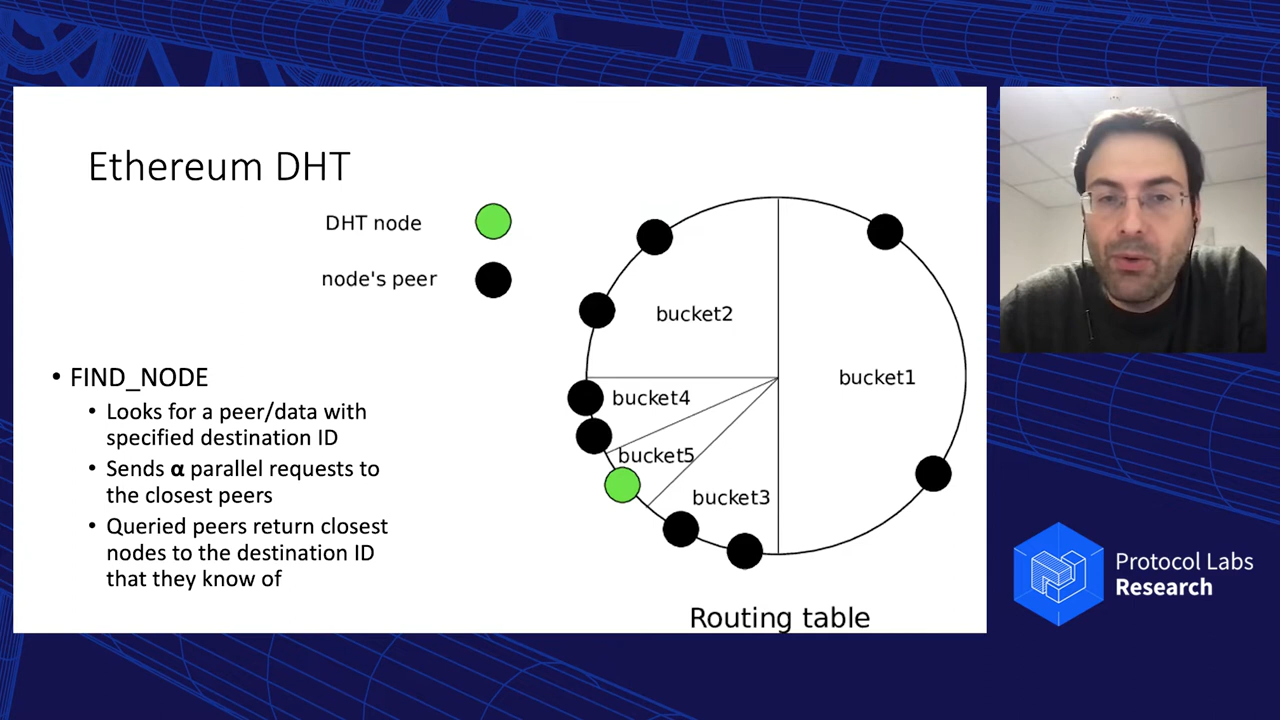 Ethereum DHT
DHT node
node's peer
• FIND_NODE
• Looks for a peer/data with
specified destination ID
• Sends α parallel requests to
the closest peers
• Queried peers return closest
nodes to the destination ID
that they know of
bucket2
bucket1
bucket4
bucket5
bucket3
Routing table
Protocol Labs
Research